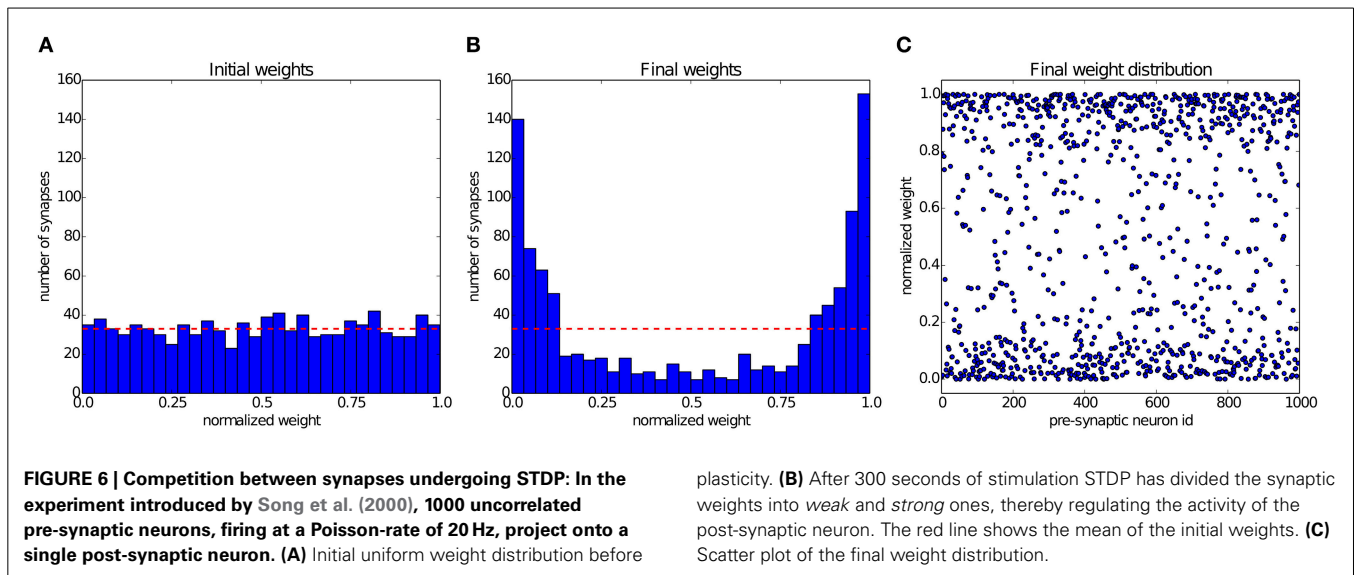 A
Initial weights
160
140
120
100
80
60
40
20
0
number of synapses
0.0
0.25
0.5
0.75
1.0
normalized weight
B
Final weights
160
140
120
100
80
60
40
20
0
number of synapses
0.0
0.25
0.5
0.75
1.0
normalized weight
C
Final weight distribution
1.0
0.8
0.6
0.4
0.2
0.0
normalized weight
0
200
400
600
800
1000
pre-synaptic neuron id
FIGURE 6 | Competition between synapses undergoing STDP: In the
experiment introduced by Song et al. (2000), 1000 uncorrelated
pre-synaptic neurons, firing at a Poisson-rate of 20 Hz, project onto a
single post-synaptic neuron. (A) Initial uniform weight distribution before
plasticity. (B) After 300 seconds of stimulation STDP has divided the synaptic
weights into weak and strong ones, thereby regulating the activity of the
post-synaptic neuron. The red line shows the mean of the initial weights. (C)
Scatter plot of the final weight distribution.